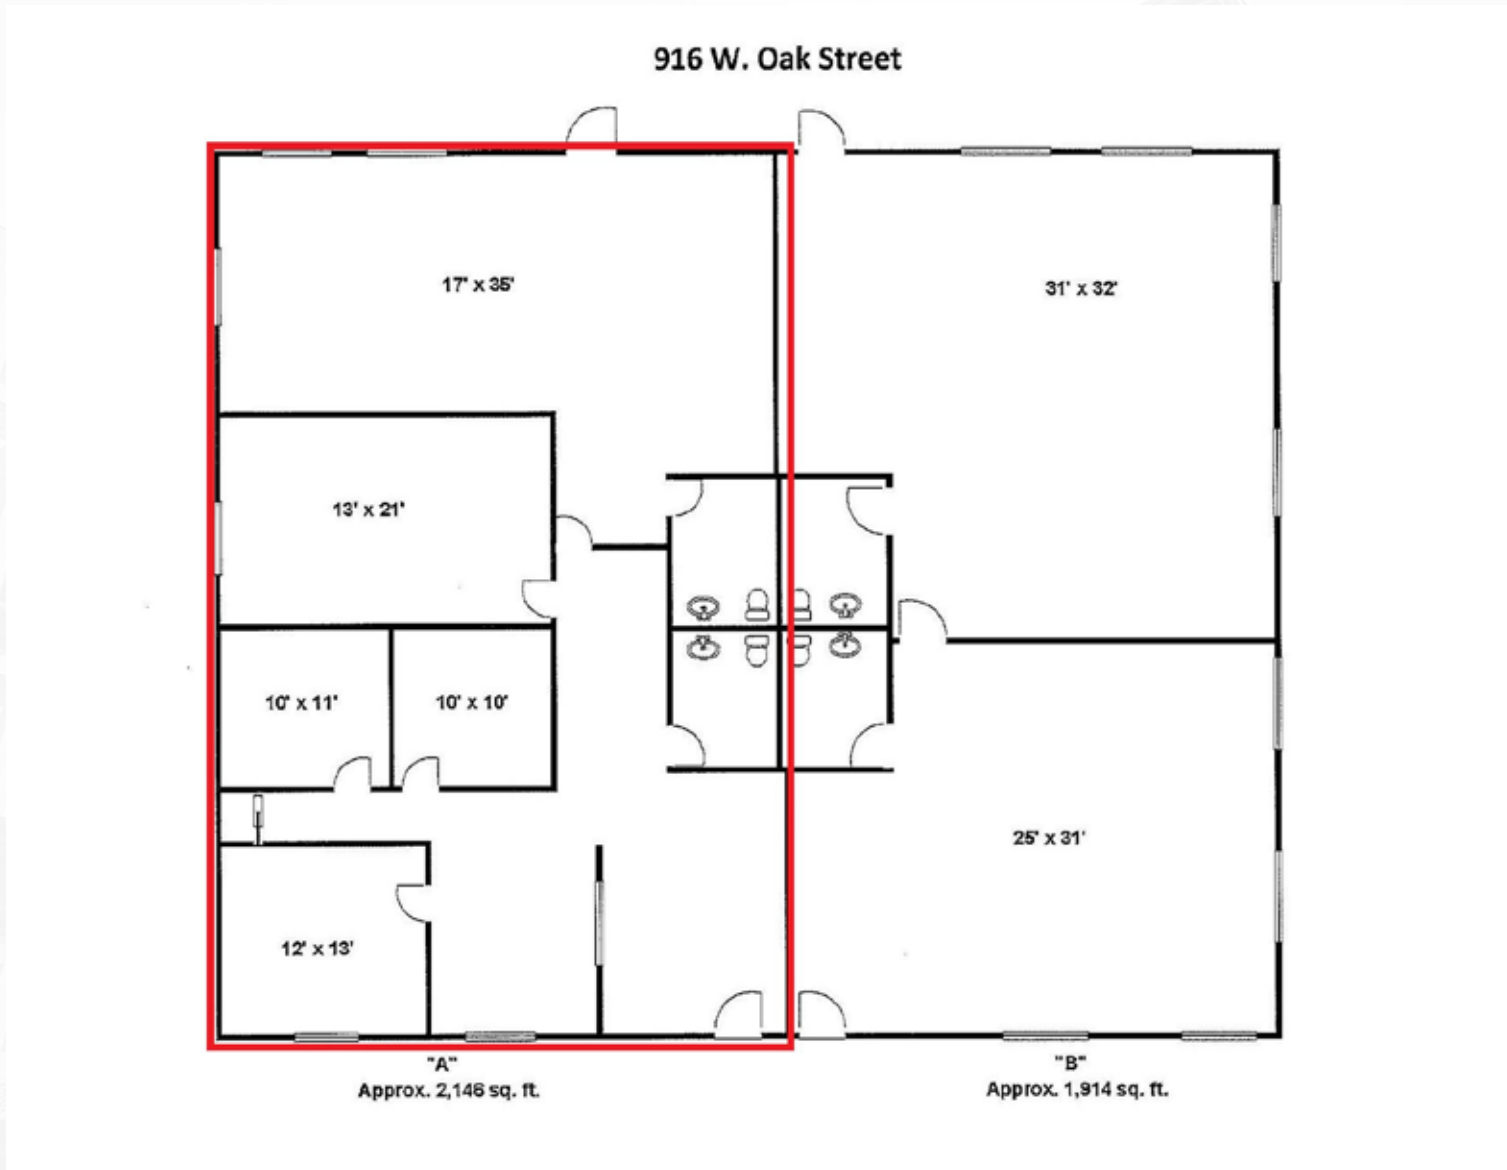 916 W. Oak Street
17' x 35'
31' x 32'
13' x 21'
10' x 11'
10' x 10'
25' x 31'
12' x 13'
"A"
Approx. 2,146 sq. ft.
"B"
Approx. 1,914 sq. ft.